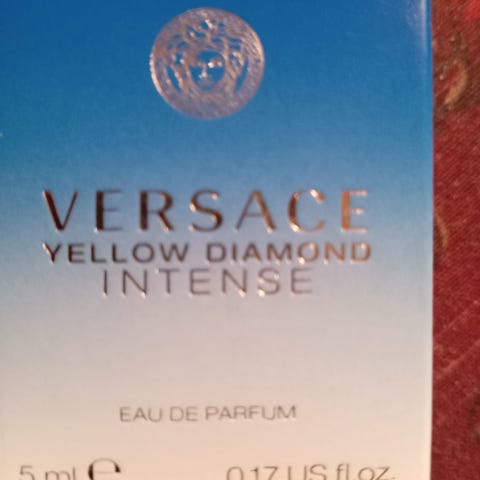 VERSACE
YELLOW DIAMOND
INTENSE
EAU DE PARFUM
5 ml ℮ 0.17 US fl.oz.